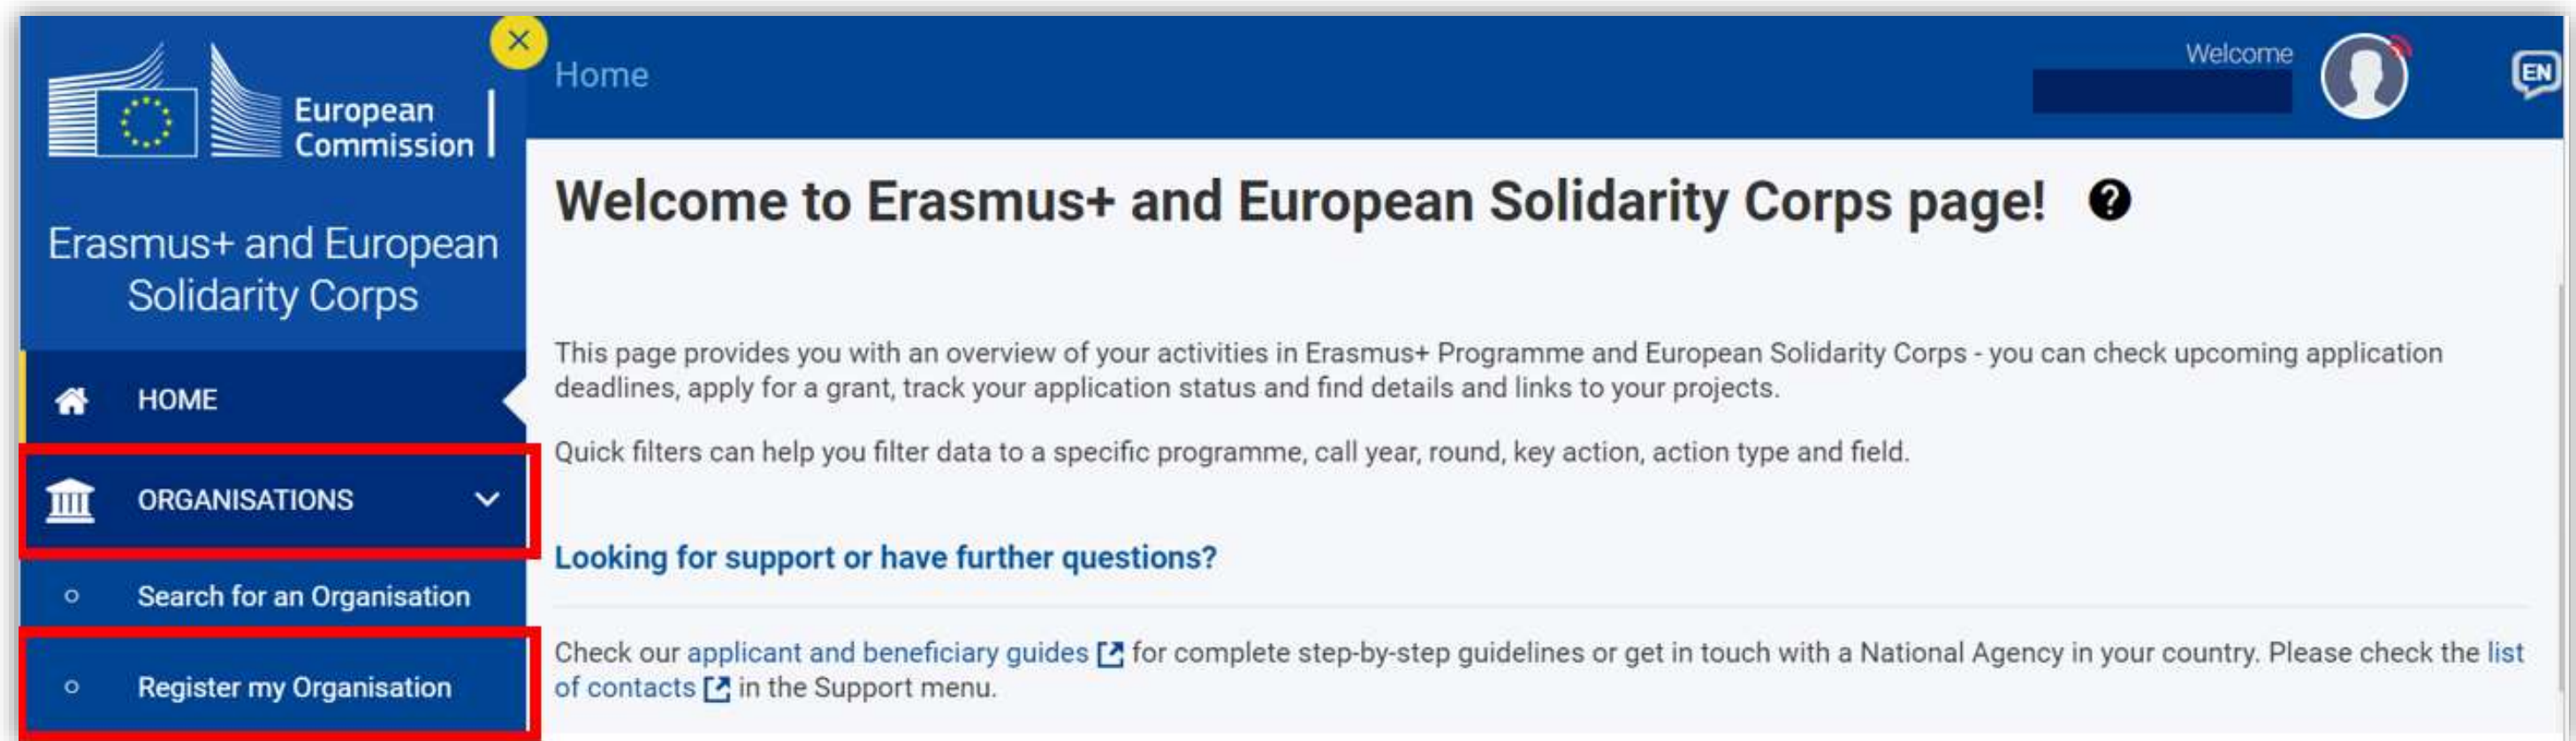 European
Commission
Erasmus+ and European
Solidarity Corps
HOME
ORGANISATIONS
Search for an Organisation
Register my Organisation
Home
Welcome
EN
Welcome to Erasmus+ and European Solidarity Corps page!
This page provides you with an overview of your activities in Erasmus+ Programme and European Solidarity Corps - you can check upcoming application
deadlines, apply for a grant, track your application status and find details and links to your projects.
Quick filters can help you filter data to a specific programme, call year, round, key action, action type and field.
Looking for support or have further questions?
Check our applicant and beneficiary guides for complete step-by-step guidelines or get in touch with a National Agency in your country. Please check the list
of contacts in the Support menu.